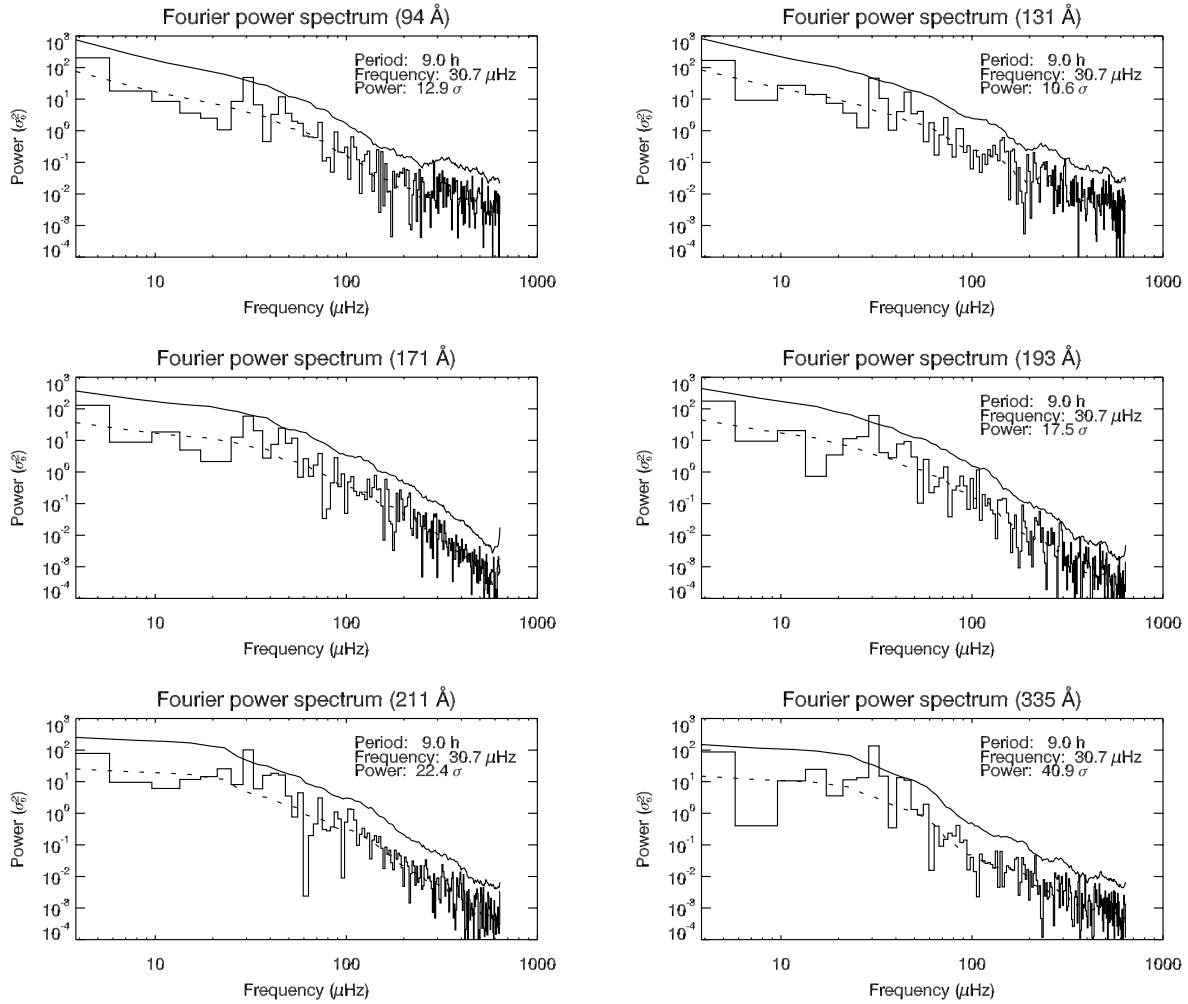 Fourier power spectrum (94 Å)
Period: 9.0 h
Frequency: 30.7 μHz
Power: 12.9 σ
Power (σ₀²)
10³
10²
10¹
10⁰
10⁻¹
10⁻²
10⁻³
10⁻⁴
10 100 1000
Frequency (μHz)
Fourier power spectrum (131 Å)
Period: 9.0 h
Frequency: 30.7 μHz
Power: 10.6 σ
Power (σ₀²)
10³
10²
10¹
10⁰
10⁻¹
10⁻²
10⁻³
10⁻⁴
10 100 1000
Frequency (μHz)
Fourier power spectrum (171 Å)
Power (σ₀²)
10³
10²
10¹
10⁰
10⁻¹
10⁻²
10⁻³
10⁻⁴
10 100 1000
Frequency (μHz)
Fourier power spectrum (193 Å)
Period: 9.0 h
Frequency: 30.7 μHz
Power: 17.5 σ
Power (σ₀²)
10³
10²
10¹
10⁰
10⁻¹
10⁻²
10⁻³
10⁻⁴
10 100 1000
Frequency (μHz)
Fourier power spectrum (211 Å)
Period: 9.0 h
Frequency: 30.7 μHz
Power: 22.4 σ
Power (σ₀²)
10³
10²
10¹
10⁰
10⁻¹
10⁻²
10⁻³
10⁻⁴
10 100 1000
Frequency (μHz)
Fourier power spectrum (335 Å)
Period: 9.0 h
Frequency: 30.7 μHz
Power: 40.9 σ
Power (σ₀²)
10³
10²
10¹
10⁰
10⁻¹
10⁻²
10⁻³
10⁻⁴
10 100 1000
Frequency (μHz)